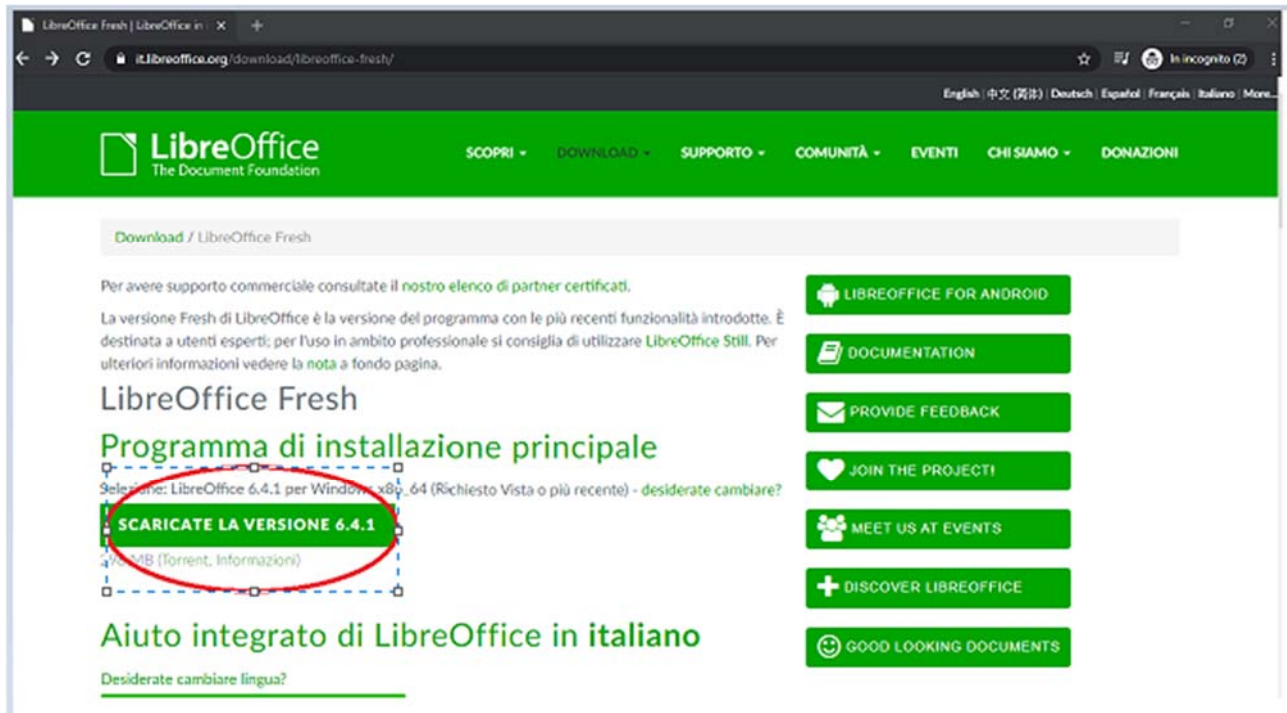 LibreOffice Fresh | LibreOffice in
it.libreoffice.org/download/libreoffice-fresh/
In incognito (2)
English | 中文 (简体) | Deutsch | Español | Français | Italiano | More...
LibreOffice
The Document Foundation
SCOPRI
DOWNLOAD
SUPPORTO
COMUNITÀ
EVENTI
CHI SIAMO
DONAZIONI
Download / LibreOffice Fresh
Per avere supporto commerciale consultate il nostro elenco di partner certificati.
La versione Fresh di LibreOffice è la versione del programma con le più recenti funzionalità introdotte. È
destinata a utenti esperti; per l'uso in ambito professionale si consiglia di utilizzare LibreOffice Still. Per
ulteriori informazioni vedere la nota a fondo pagina.
LibreOffice Fresh
Programma di installazione principale
Selezione: LibreOffice 6.4.1 per Windows x86_64 (Richiesto Vista o più recente) - desiderate cambiare?
SCARICATE LA VERSIONE 6.4.1
MB (Torrent, Informazioni)
Aiuto integrato di LibreOffice in italiano
Desiderate cambiare lingua?
LIBREOFFICE FOR ANDROID
DOCUMENTATION
PROVIDE FEEDBACK
JOIN THE PROJECT!
MEET US AT EVENTS
DISCOVER LIBREOFFICE
GOOD LOOKING DOCUMENTS